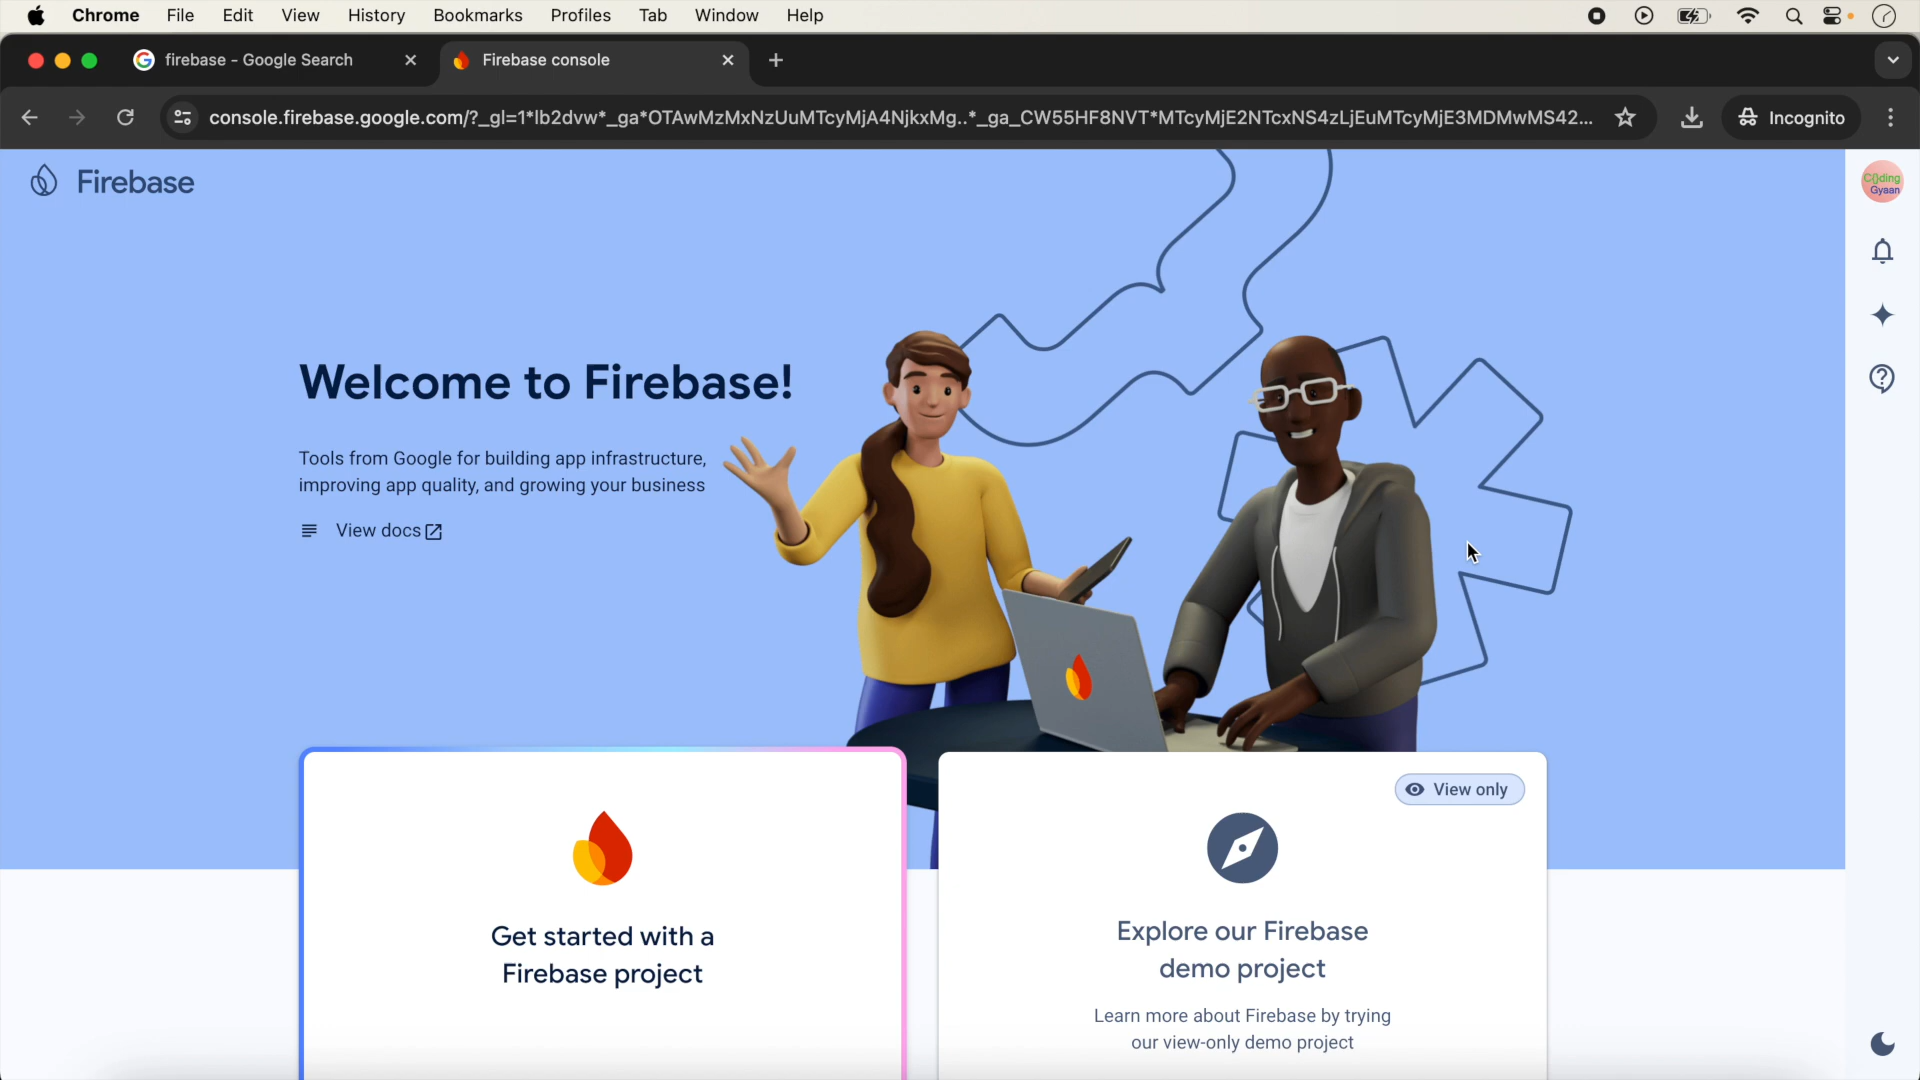 Chrome File Edit View History Bookmarks Profiles Tab Window Help
firebase - Google Search
Firebase console
console.firebase.google.com/?_gl=1*lb2dvw*_ga*OTAwMzMxNzUuMTcyMjA4NjkxMg..*_ga_CW55HF8NVT*MTcyMjE2NTcxNS4zLjEuMTcyMjE3MDMwMS42...
Incognito
Firebase
C{}ding
Gyaan
Welcome to Firebase!
Tools from Google for building app infrastructure,
improving app quality, and growing your business
View docs
View only
Get started with a
Firebase project
Explore our Firebase
demo project
Learn more about Firebase by trying
our view-only demo project